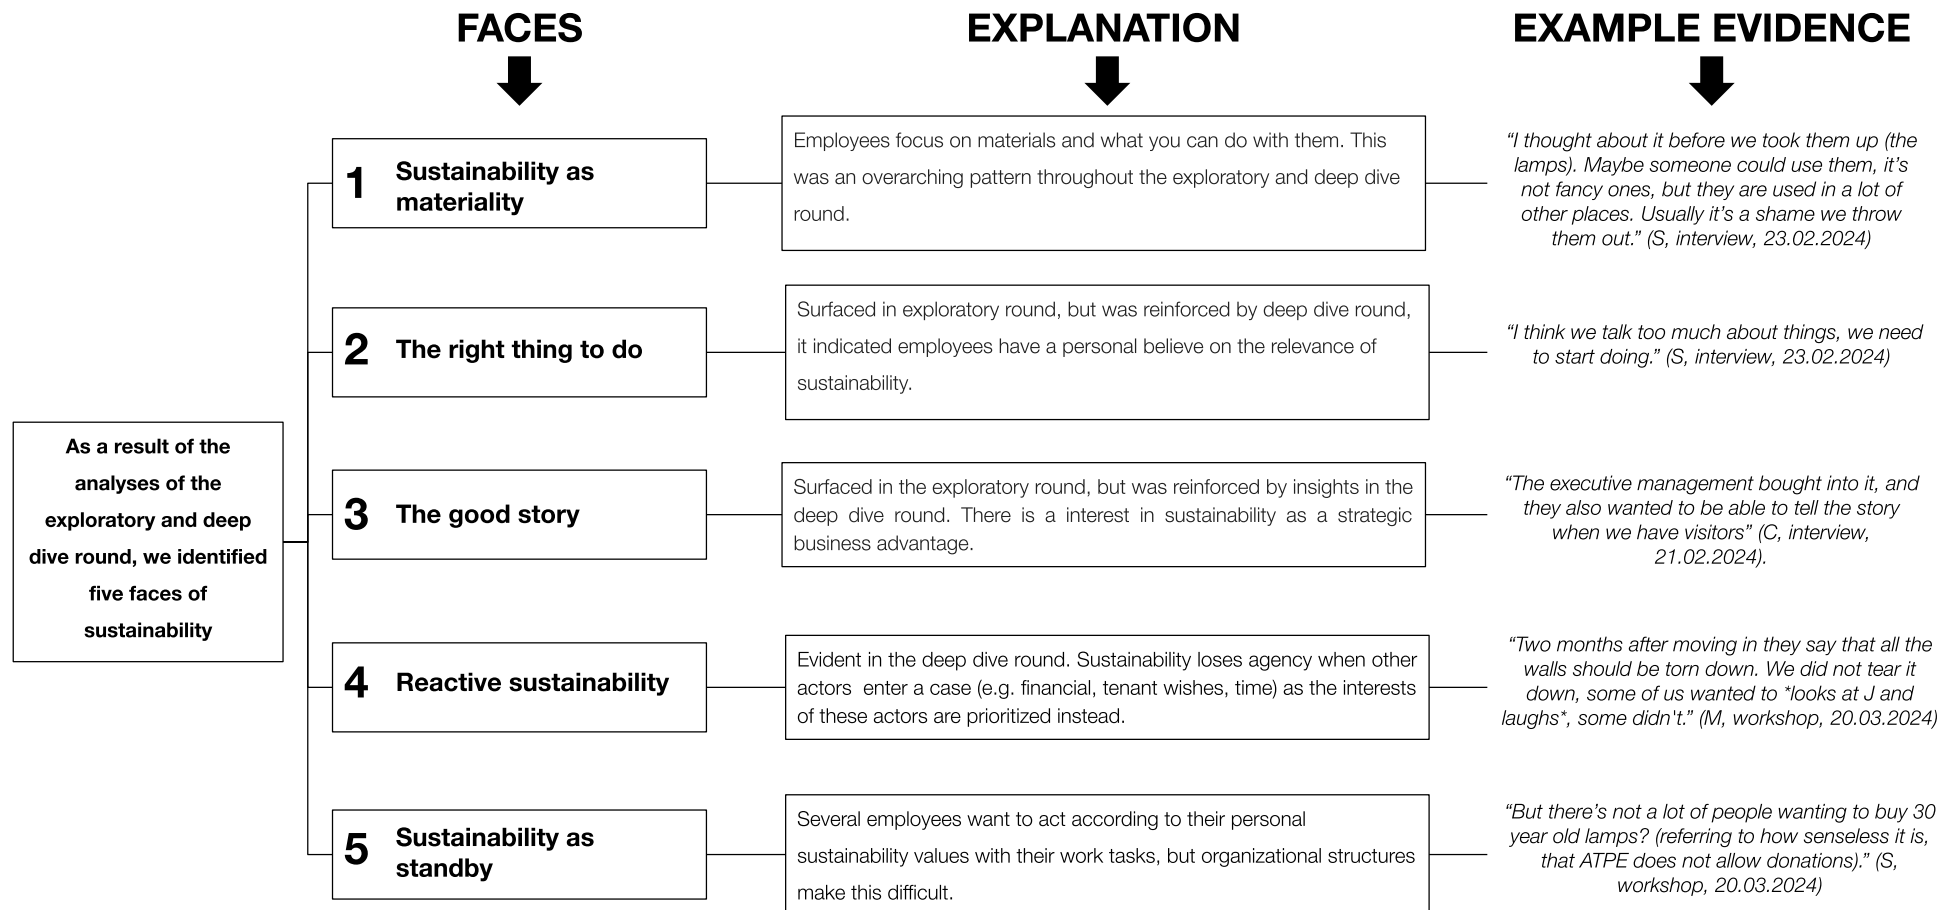 FACES
EXPLANATION
EXAMPLE EVIDENCE
As a result of the
analyses of the
exploratory and deep
dive round, we identified
five faces of
sustainability
1
Sustainability as
materiality
Employees focus on materials and what you can do with them. This
was an overarching pattern throughout the exploratory and deep dive
round.
“I thought about it before we took them up (the
lamps). Maybe someone could use them, it’s
not fancy ones, but they are used in a lot of
other places. Usually it’s a shame we throw
them out.” (S, interview, 23.02.2024)
2
The right thing to do
Surfaced in exploratory round, but was reinforced by deep dive round,
it indicated employees have a personal believe on the relevance of
sustainability.
“I think we talk too much about things, we need
to start doing.” (S, interview, 23.02.2024)
3
The good story
Surfaced in the exploratory round, but was reinforced by insights in the
deep dive round. There is a interest in sustainability as a strategic
business advantage.
“The executive management bought into it, and
they also wanted to be able to tell the story
when we have visitors” (C, interview,
21.02.2024).
4
Reactive sustainability
Evident in the deep dive round. Sustainability loses agency when other
actors  enter a case (e.g. financial, tenant wishes, time) as the interests
of these actors are prioritized instead.
“Two months after moving in they say that all the
walls should be torn down. We did not tear it
down, some of us wanted to *looks at J and
laughs*, some didn't.” (M, workshop, 20.03.2024)
5
Sustainability as
standby
Several employees want to act according to their personal
sustainability values with their work tasks, but organizational structures
make this difficult.
“But there’s not a lot of people wanting to buy 30
year old lamps? (referring to how senseless it is,
that ATPE does not allow donations).” (S,
workshop, 20.03.2024)